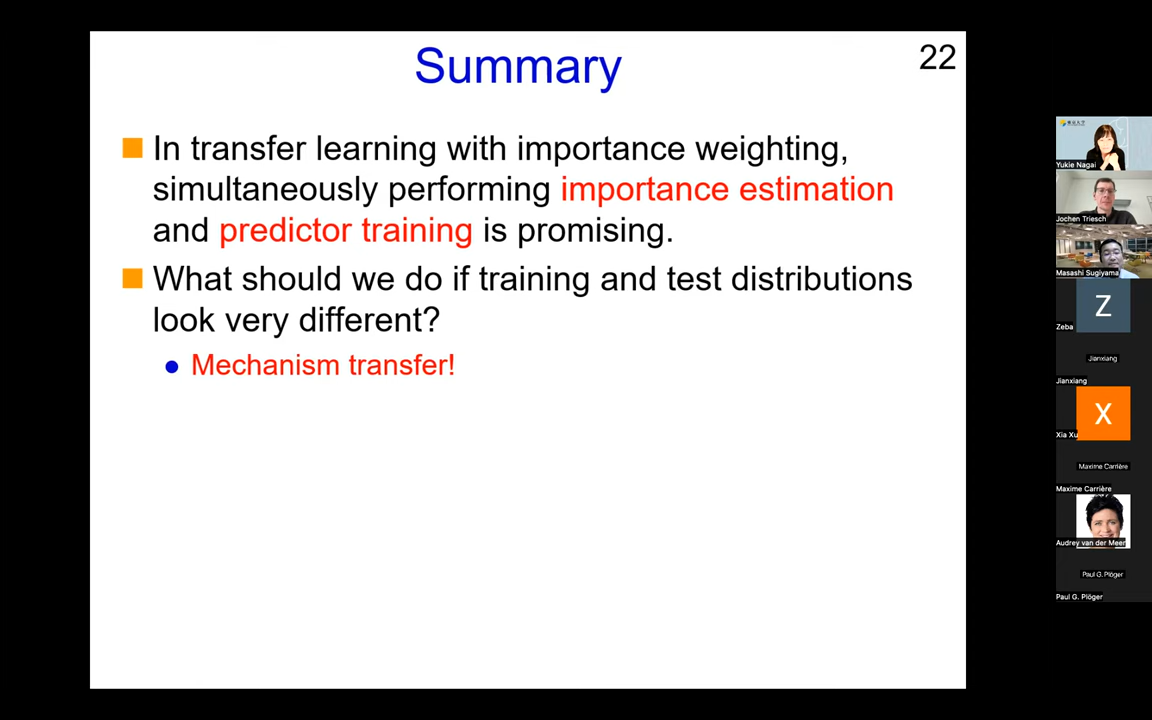 Summary
22
In transfer learning with importance weighting,
simultaneously performing importance estimation
and predictor training is promising.
What should we do if training and test distributions
look very different?
Mechanism transfer!
Yukie Nagai
Jochen Triesch
Masashi Sugiyama
Z
Zeba
Jianxiang
Jianxiang
X
Xia Xu
Maxime Carrière
Maxime Carrière
Audrey van der Meer
Paul G. Plöger
Paul G. Plöger